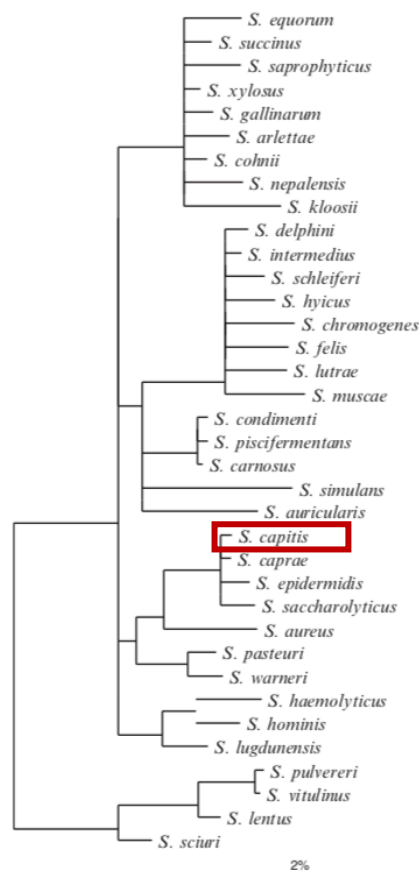 S. equorum
S. succinus
S. saprophyticus
S. xylosus
S. gallinarum
S. arlettae
S. cohnii
S. nepalensis
S. kloosii
S. delphini
S. intermedius
S. schleiferi
S. hyicus
S. chromogenes
S. felis
S. lutrae
S. muscae
S. condimenti
S. piscifermentans
S. carnosus
S. simulans
S. auricularis
S. capitis
S. caprae
S. epidermidis
S. saccharolyticus
S. aureus
S. pasteuri
S. warneri
S. haemolyticus
S. hominis
S. lugdunensis
S. pulvereri
S. vitulinus
S. lentus
S. sciuri
2%